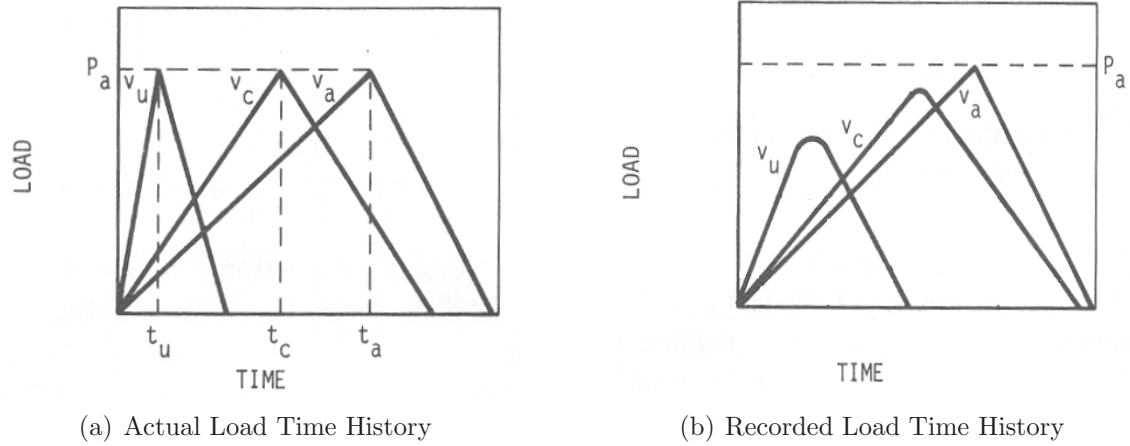 P_a
v_u
v_c
v_a
LOAD
t_u
t_c
t_a
TIME
(a) Actual Load Time History
P_a
v_a
v_c
v_u
LOAD
TIME
(b) Recorded Load Time History